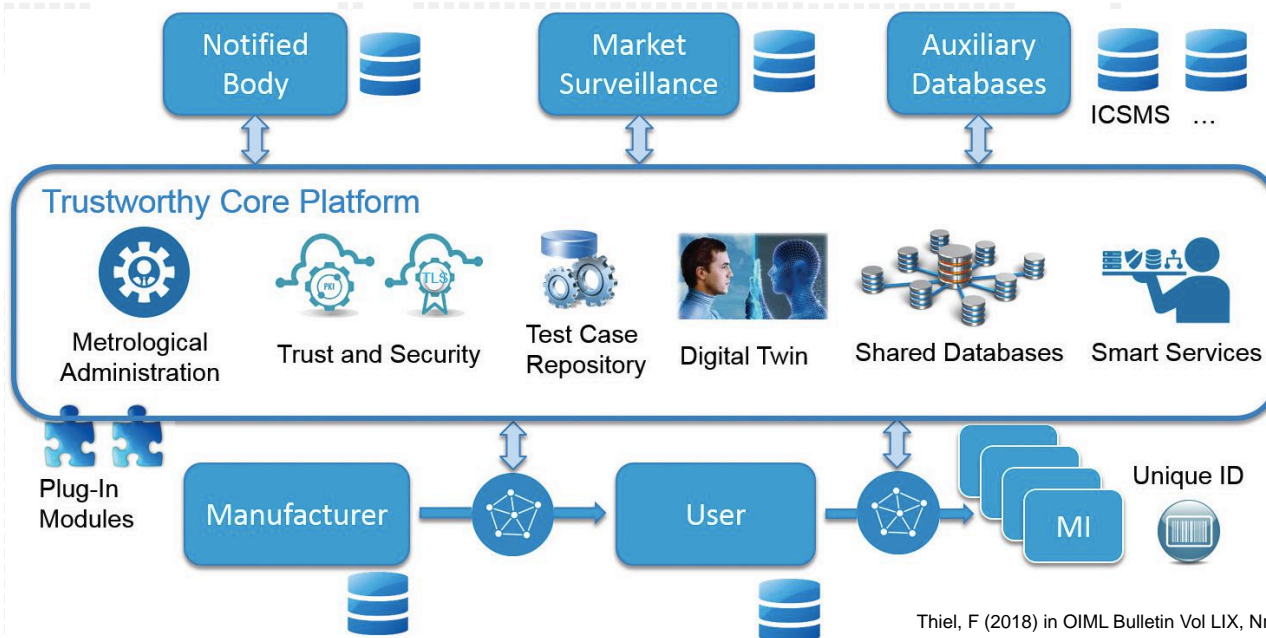 Notified
Body
Market
Surveillance
Auxiliary
Databases
ICSMS ...
Trustworthy Core Platform
Metrological
Administration
PKI
TLS
Trust and Security
Test Case
Repository
Digital Twin
Shared Databases
Smart Services
Plug-In
Modules
Manufacturer
User
MI
Unique ID
Thiel, F (2018) in OIML Bulletin Vol LIX,